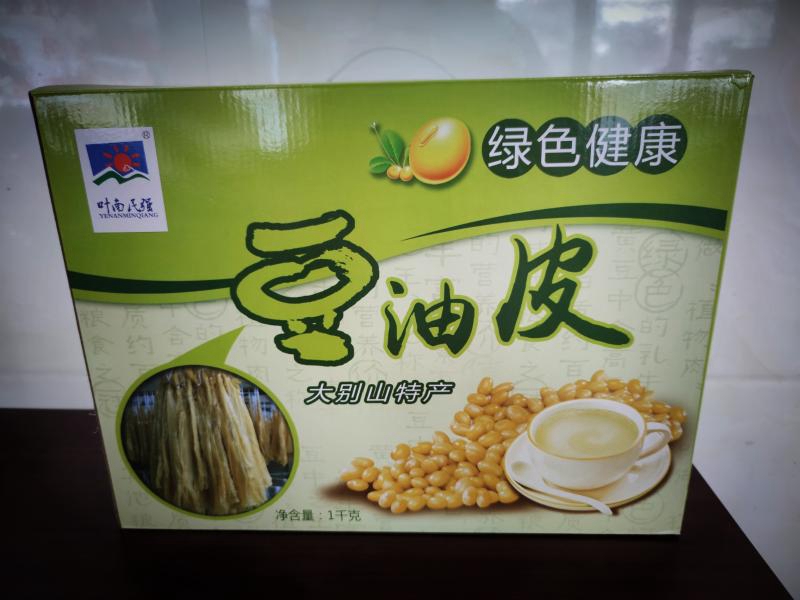 绿色健康
®
叶南民强
YENANMINQIANG
豆油皮
大别山特产
净含量：1千克